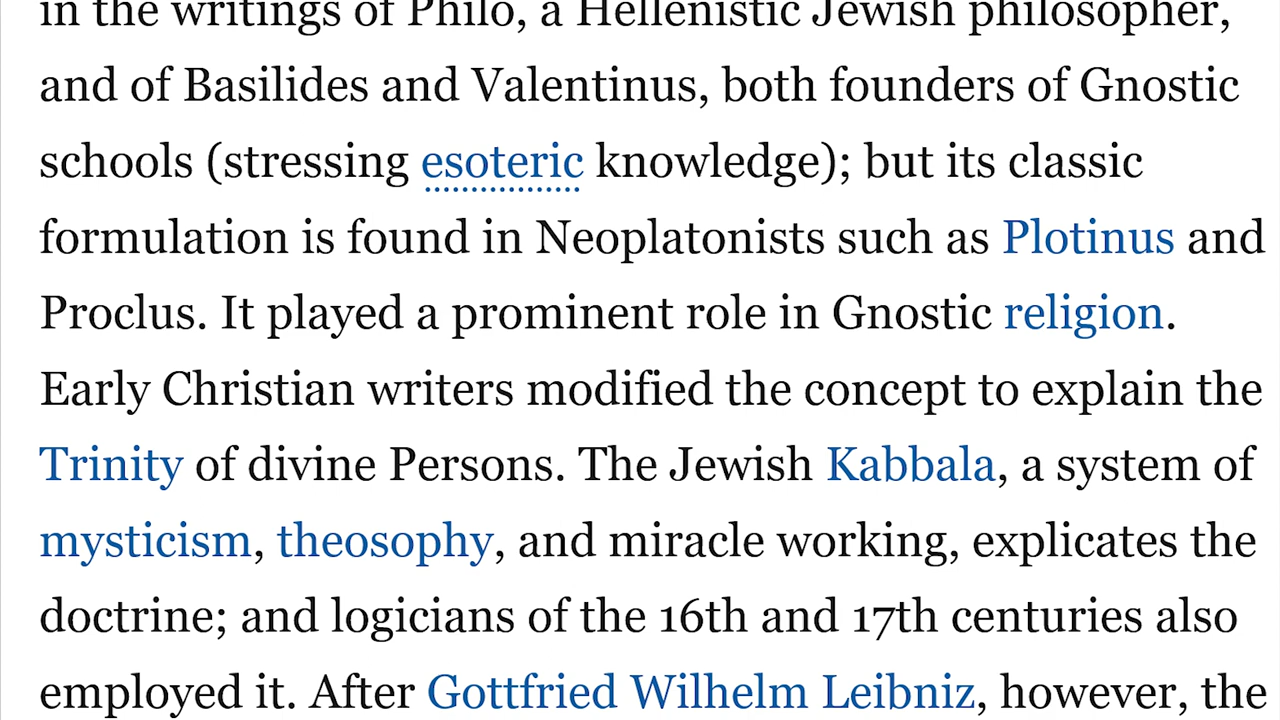 in the writings of Philo, a Hellenistic Jewish philosopher,
and of Basilides and Valentinus, both founders of Gnostic
schools (stressing esoteric knowledge); but its classic
formulation is found in Neoplatonists such as Plotinus and
Proclus. It played a prominent role in Gnostic religion.
Early Christian writers modified the concept to explain the
Trinity of divine Persons. The Jewish Kabbala, a system of
mysticism, theosophy, and miracle working, explicates the
doctrine; and logicians of the 16th and 17th centuries also
employed it. After Gottfried Wilhelm Leibniz, however, the